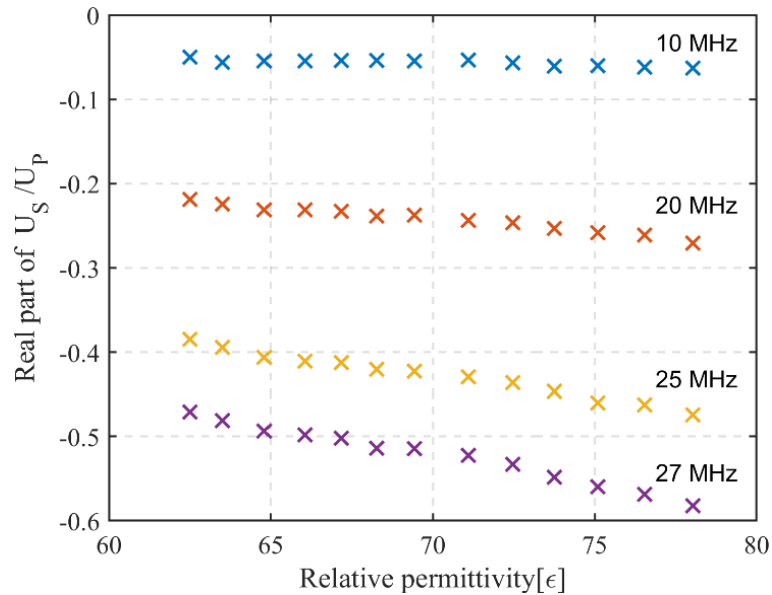 0
-0.1
-0.2
-0.3
-0.4
-0.5
-0.6
Real part of U_S/U_P
10 MHz
20 MHz
25 MHz
27 MHz
60
65
70
75
80
Relative permittivity[ϵ]